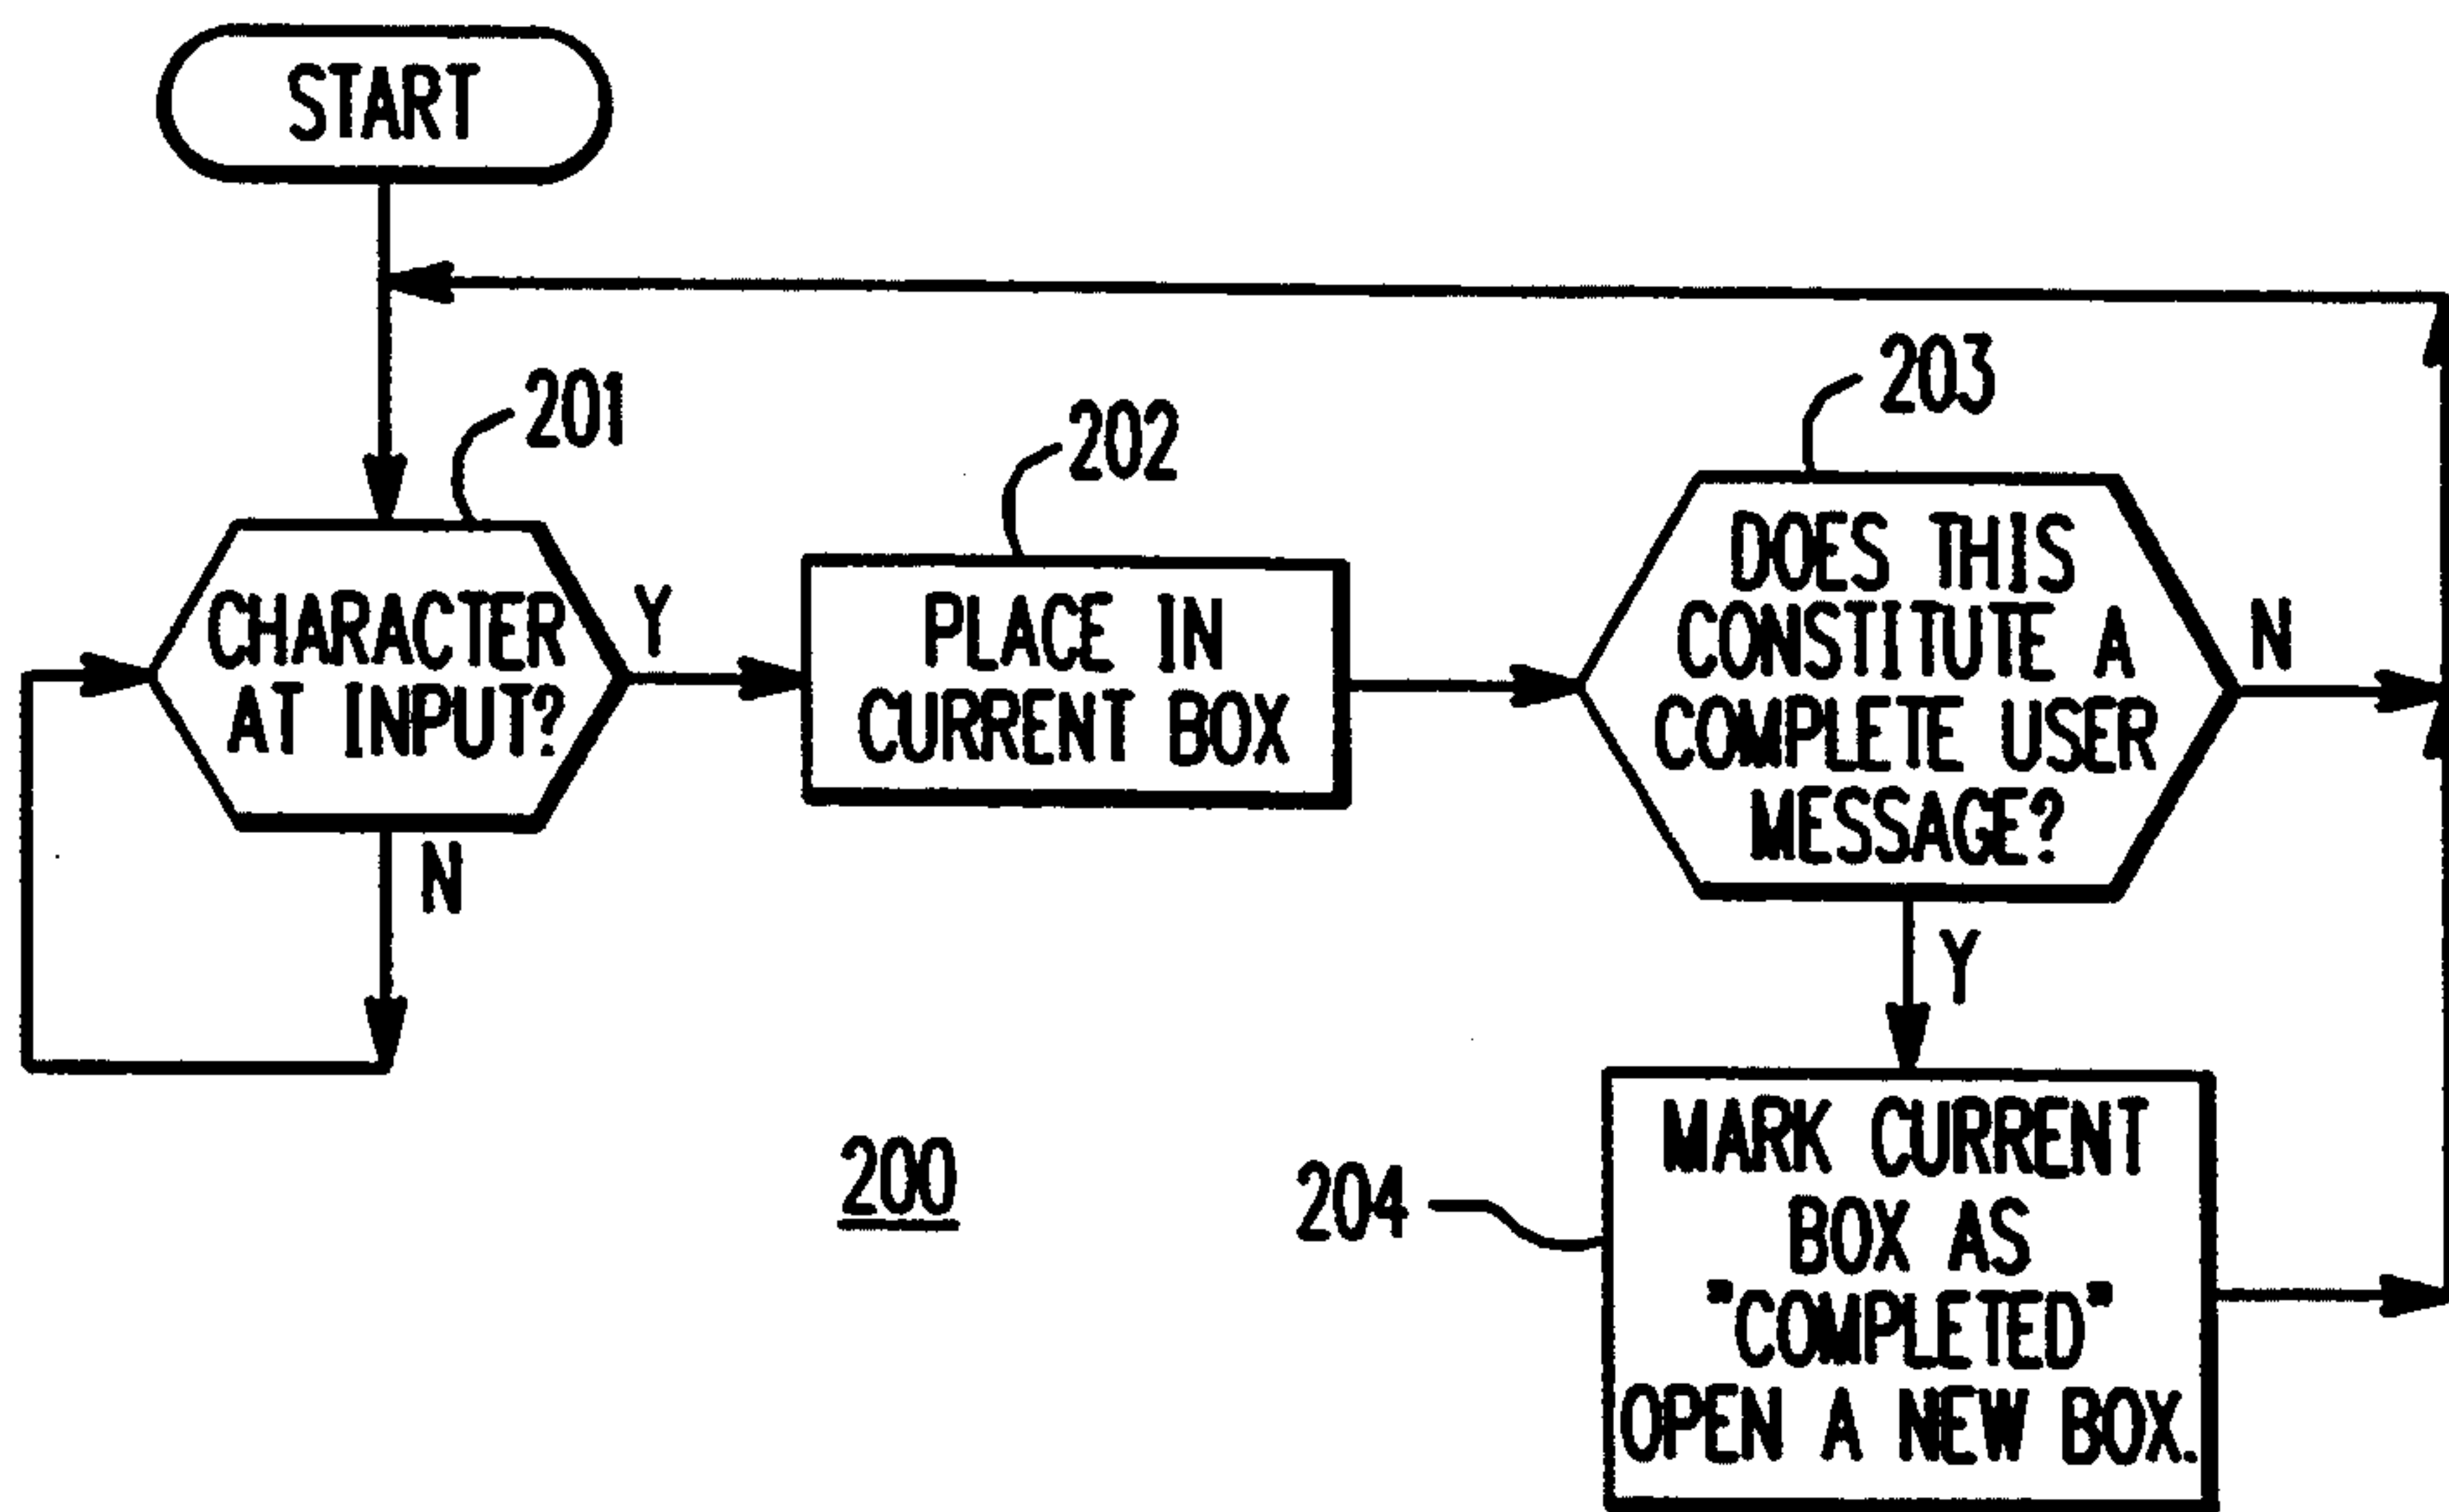 START
201
CHARACTER
AT INPUT?
Y
N
202
PLACE IN
CURRENT BOX
203
DOES THIS
CONSTITUTE A
COMPLETE USER
MESSAGE?
N
Y
204
MARK CURRENT
BOX AS
"COMPLETED"
OPEN A NEW BOX.
200